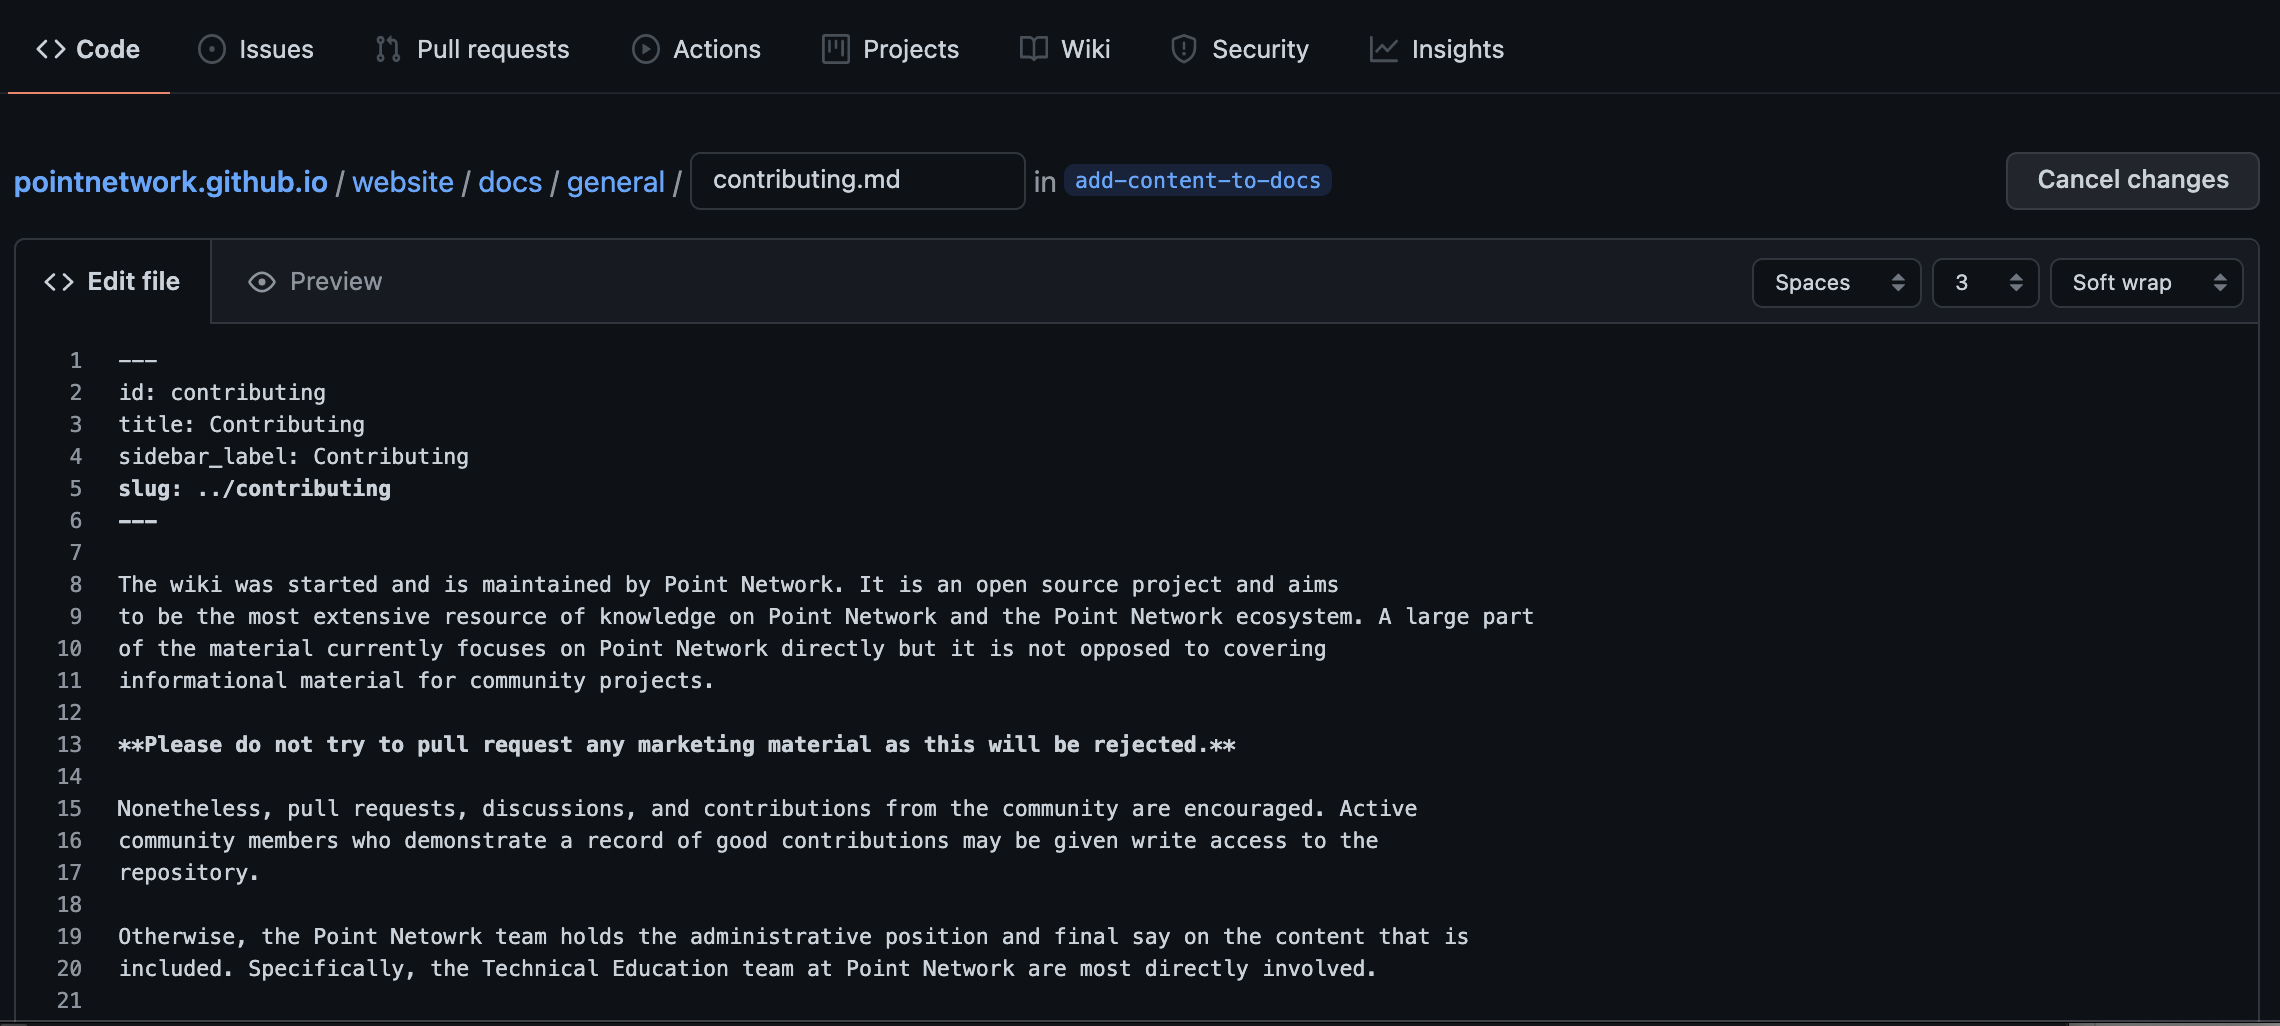 Code Issues Pull requests Actions Projects Wiki Security Insights
pointnetwork.github.io / website / docs / general / contributing.md in add-content-to-docs Cancel changes
Edit file Preview Spaces 3 Soft wrap
1 ---
2 id: contributing
3 title: Contributing
4 sidebar_label: Contributing
5 slug: ../contributing
6 ---
7
8 The wiki was started and is maintained by Point Network. It is an open source project and aims
9 to be the most extensive resource of knowledge on Point Network and the Point Network ecosystem. A large part
10 of the material currently focuses on Point Network directly but it is not opposed to covering
11 informational material for community projects.
12
13 **Please do not try to pull request any marketing material as this will be rejected.**
14
15 Nonetheless, pull requests, discussions, and contributions from the community are encouraged. Active
16 community members who demonstrate a record of good contributions may be given write access to the
17 repository.
18
19 Otherwise, the Point Netowrk team holds the administrative position and final say on the content that is
20 included. Specifically, the Technical Education team at Point Network are most directly involved.
21